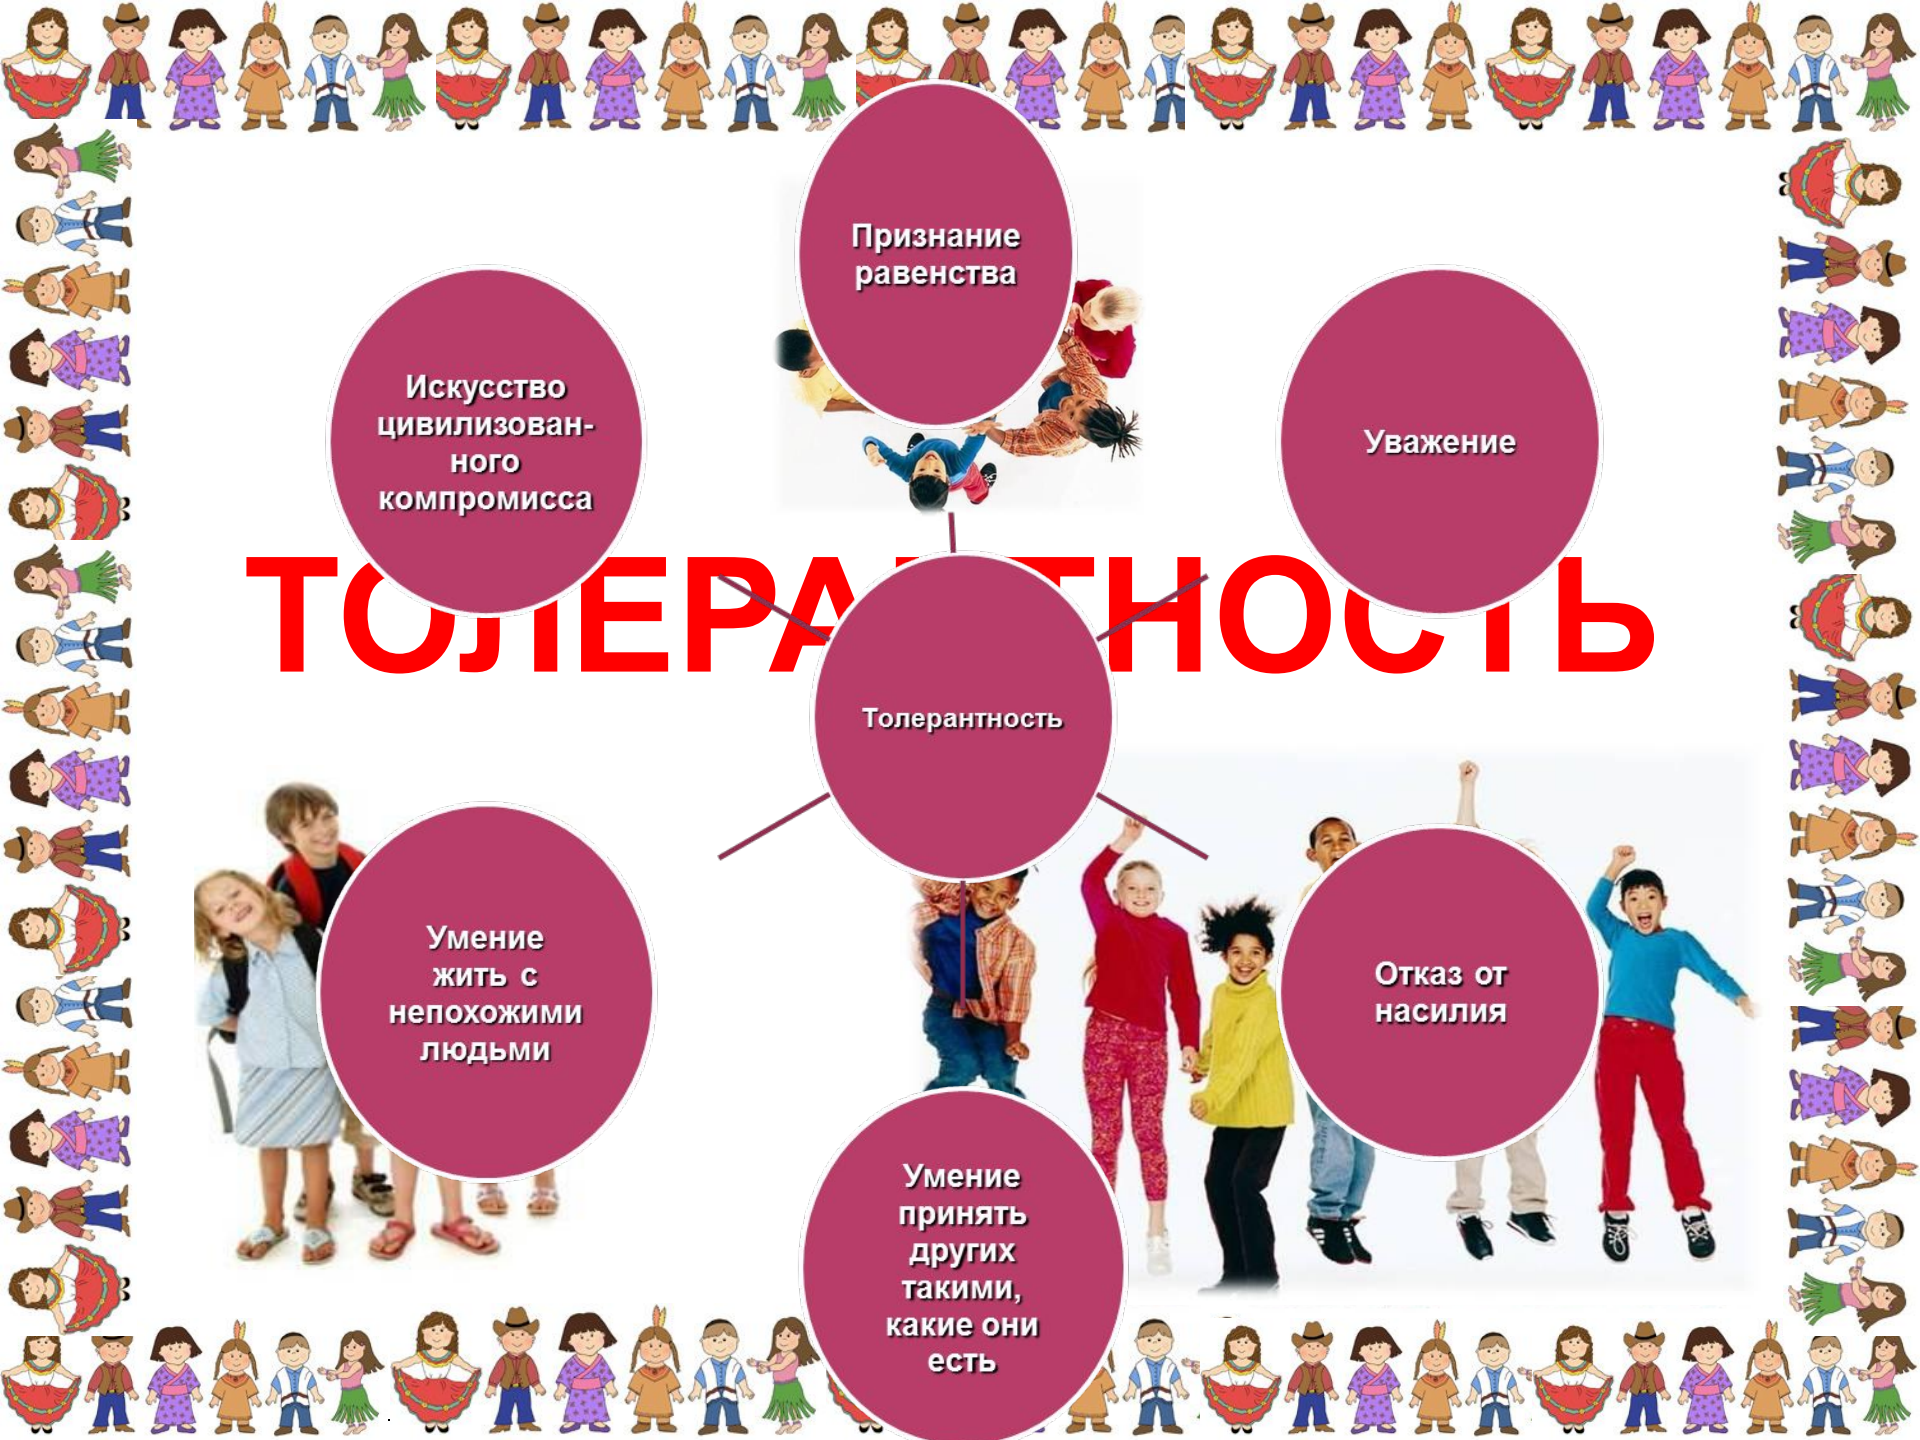 Признание
равенства
Искусство
цивилизован-
ного
компромисса
Уважение
ТОЛЕРАНТНОСТЬ
Толерантность
Умение
жить с
непохожими
людьми
Отказ от
насилия
Умение
принять
других
такими,
какие они
есть